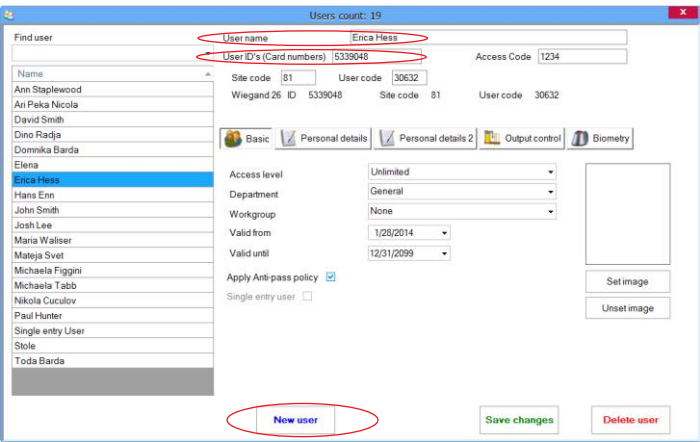 Users count: 19
x
Find user
User name Erica Hess
User ID's (Card numbers) 5339048 Access Code 1234
Site code 81 User code 30632
Wiegand 26 ID 5339048 Site code 81 User code 30632
Name
Ann Staplewood
Ari Peka Nicola
David Smith
Dino Radja
Domnika Barda
Elena
Erica Hess
Hans Enn
John Smith
Josh Lee
Maria Waliser
Mateja Svet
Michaela Figgini
Michaela Tabb
Nikola Cuculov
Paul Hunter
Single entry User
Stole
Toda Barda
Basic Personal details Personal details 2 Output control Biometry
Access level Unlimited
Department General
Workgroup None
Valid from 1/28/2014
Valid until 12/31/2099
Apply Anti-pass policy
Single entry user
Set image
Unset image
New user Save changes Delete user